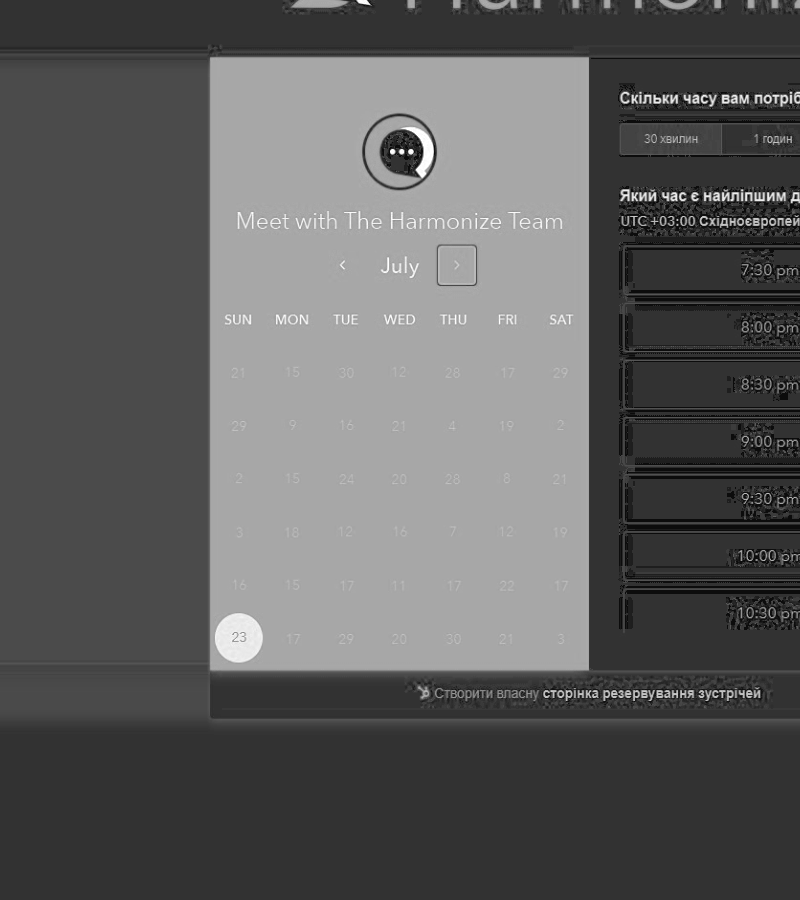 Harmoniz
Meet with The Harmonize Team
July
SUN MON TUE WED THU FRI SAT
21 15 30 12 28 17 29
29 9 16 21 4 19 2
2 15 24 20 28 8 21
3 18 12 16 7 12 19
16 15 17 11 17 22 17
23 17 29 20 30 21 3
Скільки часу вам потріб
30 хвилин 1 годин
Який час є найліпшим д
UTC +03:00 Східноєвропей
7:30 pm
8:00 pm
8:30 pm
9:00 pm
9:30 pm
10:00 pm
10:30 pm
Створити власну сторінка резервування зустрічей